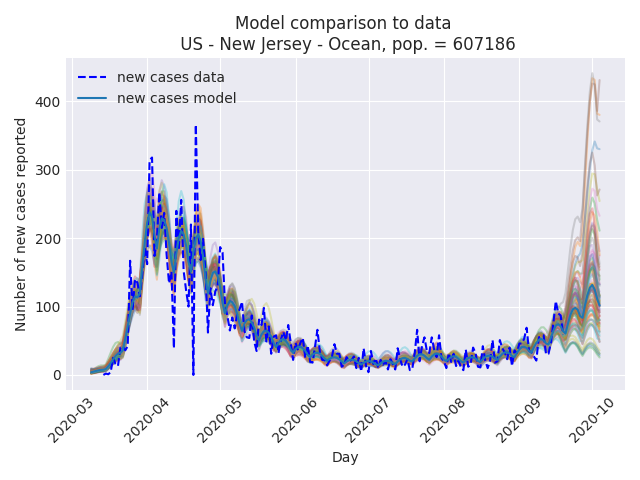 Model comparison to data
US - New Jersey - Ocean, pop. = 607186
new cases data
new cases model
Number of new cases reported
400
300
200
100
0
2020-03
2020-04
2020-05
2020-06
2020-07
2020-08
2020-09
2020-10
Day